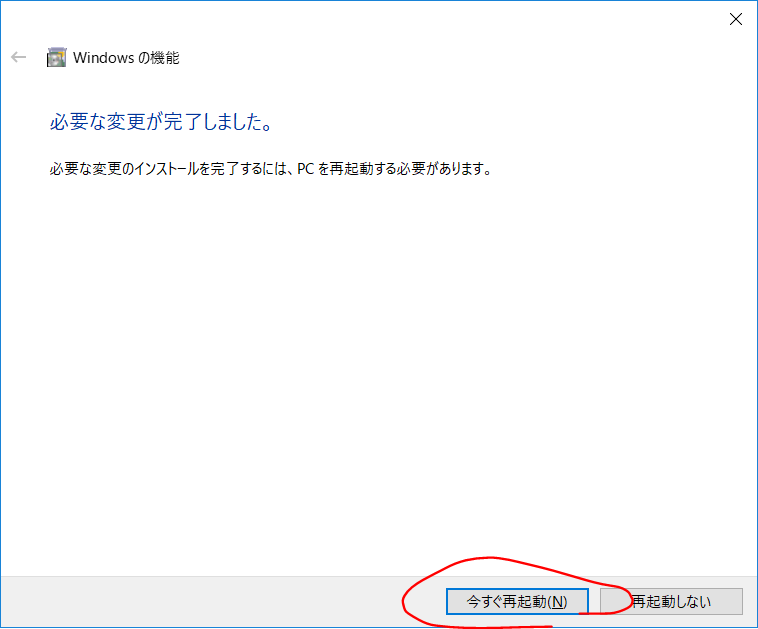 Windows の機能
必要な変更が完了しました。
必要な変更のインストールを完了するには、PC を再起動する必要があります。
今すぐ再起動(N)
再起動しない